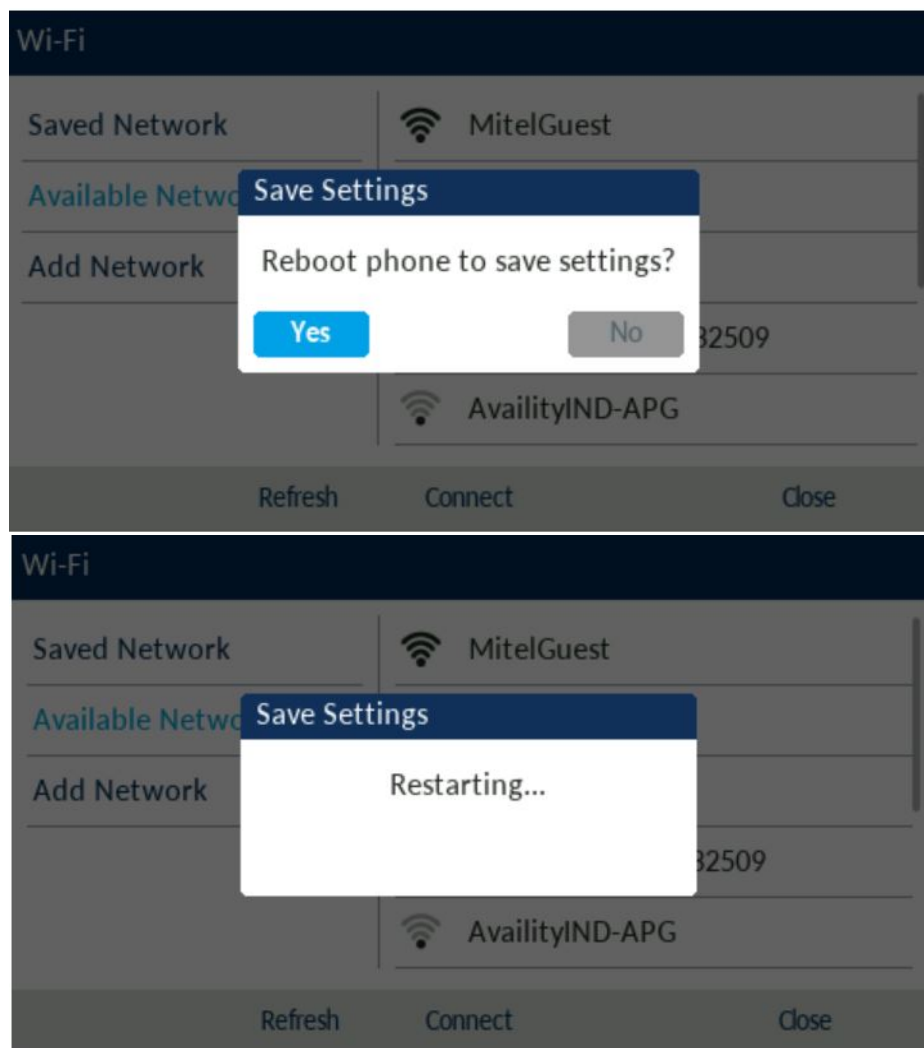 Wi-Fi
Saved Network
MitelGuest
Available Netwo
Save Settings
Add Network
Reboot phone to save settings?
Yes
No
32509
AvailityIND-APG
Refresh
Connect
Close
Wi-Fi
Saved Network
MitelGuest
Available Netwo
Save Settings
Add Network
Restarting...
32509
AvailityIND-APG
Refresh
Connect
Close